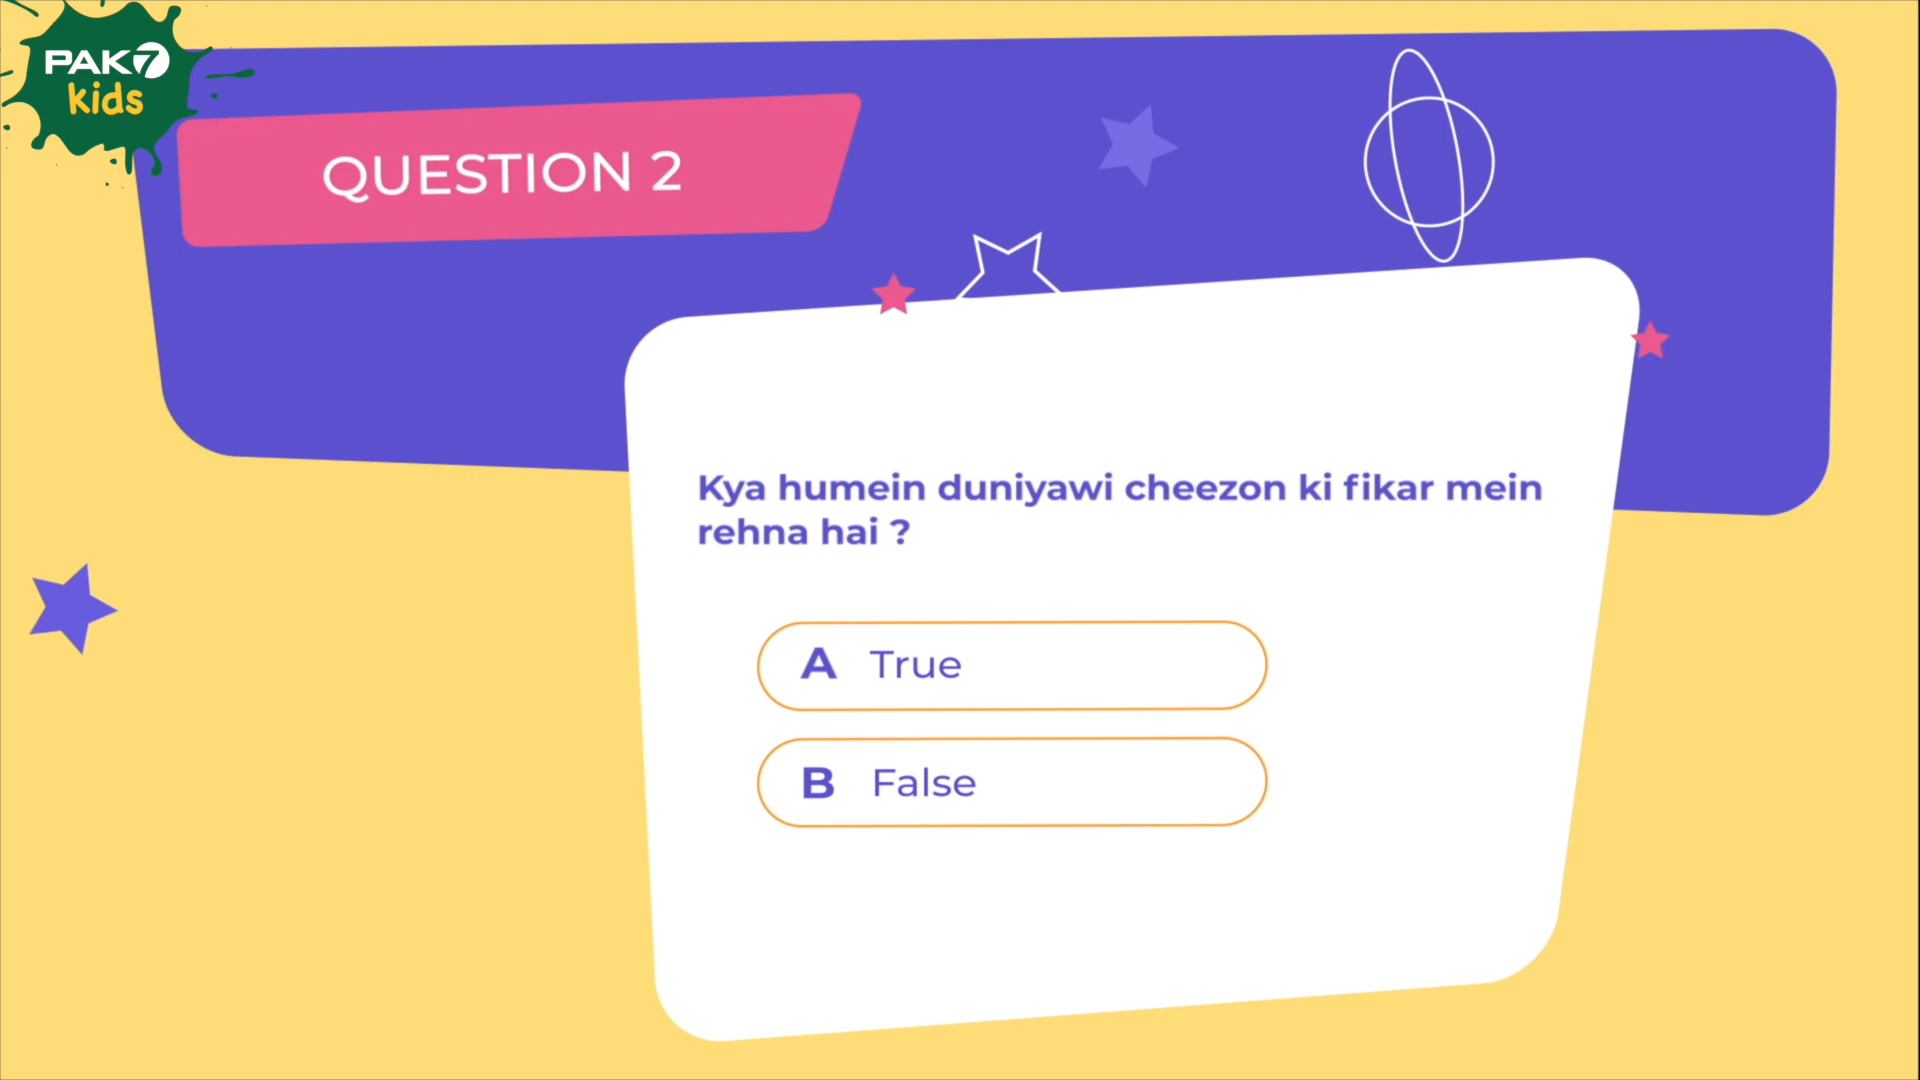 PAK7
kids
QUESTION 2
Kya humein duniyawi cheezon ki fikar mein
rehna hai ?
A True
B False